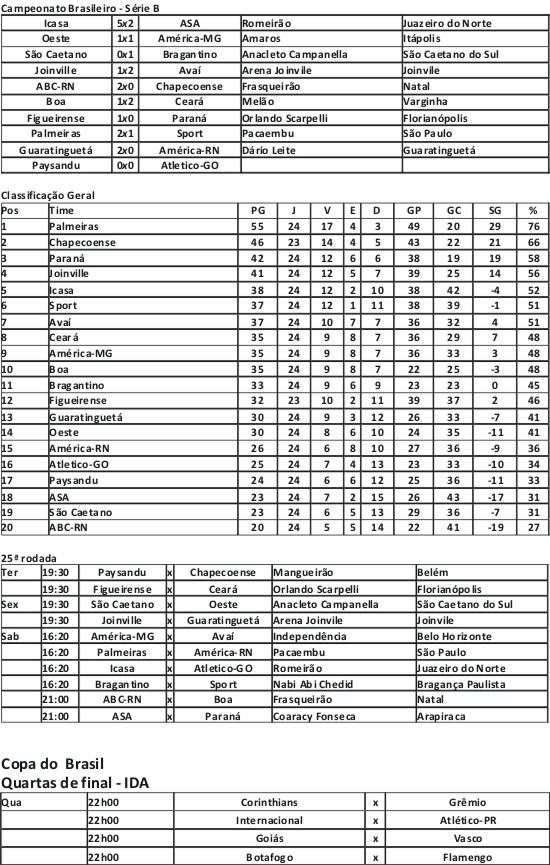 Campeonato Brasileiro - Série B
Icasa 5x2 ASA Romeirão Juazeiro do Norte
Oeste 1x1 América-MG Amaros Itápolis
São Caetano 0x1 Bragantino Anacleto Campanella São Caetano do Sul
Joinville 1x2 Avaí Arena Joinvile Joinvile
ABC-RN 2x0 Chapecoense Frasqueirão Natal
Boa 1x2 Ceará Melão Varginha
Figueirense 1x0 Paraná Orlando Scarpelli Florianópolis
Palmeiras 2x1 Sport Pacaembu São Paulo
Guaratinguetá 2x0 América-RN Dário Leite Guaratinguetá
Paysandu 0x0 Atletico-GO
Classificação Geral
Pos Time PG J V E D GP GC SG %
1 Palmeiras 55 24 17 4 3 49 20 29 76
2 Chapecoense 46 23 14 4 5 43 22 21 66
3 Paraná 42 24 12 6 6 38 19 19 58
4 Joinville 41 24 12 5 7 39 25 14 56
5 Icasa 38 24 12 2 10 38 42 -4 52
6 Sport 37 24 12 1 11 38 39 -1 51
7 Avaí 37 24 10 7 7 36 32 4 51
8 Ceará 35 24 9 8 7 36 29 7 48
9 América-MG 35 24 9 8 7 36 33 3 48
10 Boa 35 24 9 8 7 22 25 -3 48
11 Bragantino 33 24 9 6 9 23 23 0 45
12 Figueirense 32 23 10 2 11 39 37 2 46
13 Guaratinguetá 30 24 9 3 12 26 33 -7 41
14 Oeste 30 24 8 6 10 24 35 -11 41
15 América-RN 26 24 6 8 10 27 36 -9 36
16 Atletico-GO 25 24 7 4 13 23 33 -10 34
17 Paysandu 24 24 6 6 12 25 36 -11 33
18 ASA 23 24 7 2 15 26 43 -17 31
19 São Caetano 23 24 6 5 13 29 36 -7 31
20 ABC-RN 20 24 5 5 14 22 41 -19 27
25ª rodada
Ter 19:30 Paysandu x Chapecoense Mangueirão Belém
19:30 Figueirense x Ceará Orlando Scarpelli Florianópolis
Sex 19:30 São Caetano x Oeste Anacleto Campanella São Caetano do Sul
19:30 Joinville x Guaratinguetá Arena Joinville Joinvile
Sab 16:20 América-MG x Avaí Independência Belo Horizonte
16:20 Palmeiras x América-RN Pacaembu São Paulo
16:20 Icasa x Atletico-GO Romeirão Juazeiro do Norte
16:20 Bragantino x Sport Nabi Abi Chedid Bragança Paulista
21:00 ABC-RN x Boa Frasqueirão Natal
21:00 ASA x Paraná Coaracy Fonseca Arapiraca
Copa do Brasil
Quartas de final - IDA
Qua 22h00 Corinthians x Grêmio
22h00 Internacional x Atlético-PR
22h00 Goiás x Vasco
22h00 Botafogo x Flamengo